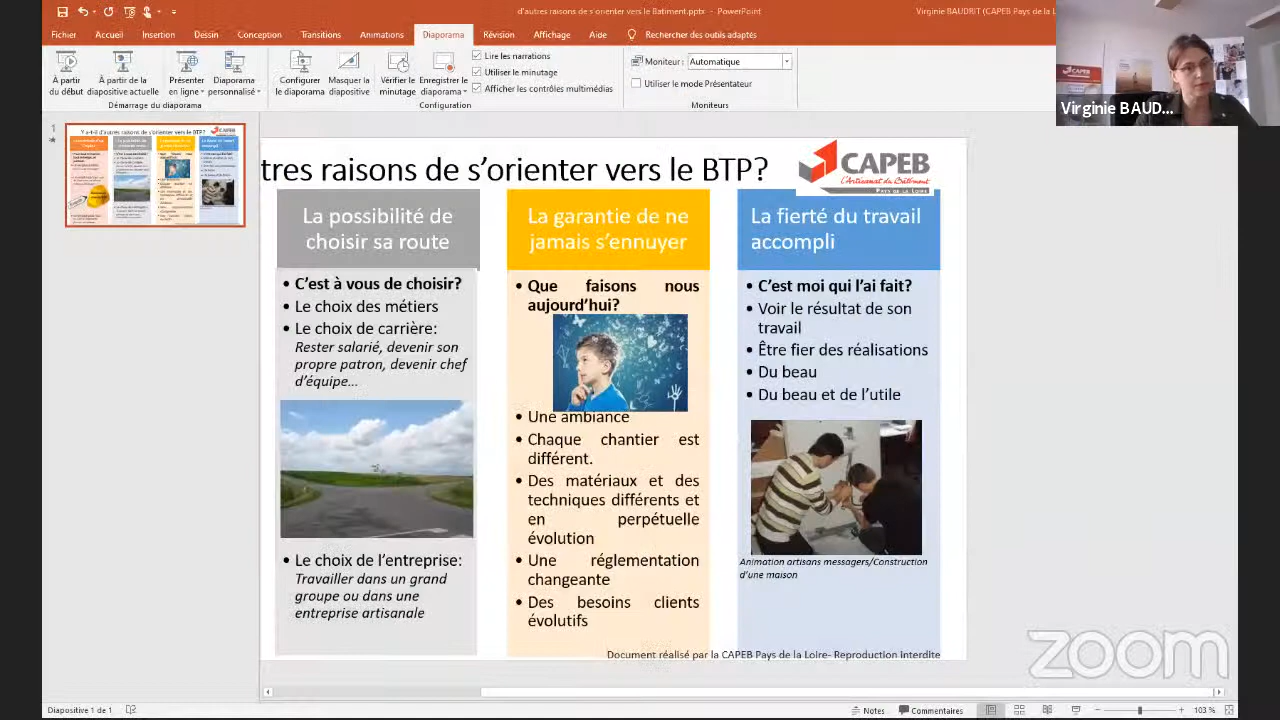 d'autres raisons de s'orienter vers le Batiment.pptx - PowerPoint
Virginie BAUDRIT (CAPEB Pays de la L
Fichier Accueil Insertion Dessin Conception Transitions Animations Diaporama Révision Affichage Aide Rechercher des outils adaptés
À partir du début
À partir de la diapositive actuelle
Présenter en ligne
Diaporama personnalisé
Démarrage du diaporama
Configurer le diaporama
Masquer la diapositive
Vérifier le minutage
Enregistrer le diaporama
Lire les narrations
Utiliser le minutage
Afficher les contrôles multimédias
Configuration
Moniteur : Automatique
Utiliser le mode Présentateur
Moniteurs
Virginie BAUD...
1
Y a-t-il d'autres raisons de s'orienter vers le BTP?
tres raisons de s'orienter vers le BTP?
CAPEB
L'Artisanat du Bâtiment
PAYS DE LA LOIRE
La possibilité de
choisir sa route
• C'est à vous de choisir?
• Le choix des métiers
• Le choix de carrière:
Rester salarié, devenir son
propre patron, devenir chef
d'équipe...
• Le choix de l'entreprise:
Travailler dans un grand
groupe ou dans une
entreprise artisanale
La garantie de ne
jamais s'ennuyer
• Que faisons nous
aujourd'hui?
• Une ambiance
• Chaque chantier est
différent.
• Des matériaux et des
techniques différents et
en perpétuelle
évolution
• Une réglementation
changeante
• Des besoins clients
évolutifs
La fierté du travail
accompli
• C'est moi qui l'ai fait?
• Voir le résultat de son
travail
• Être fier des réalisations
• Du beau
• Du beau et de l'utile
Animation artisans messagers/Construction
d'une maison
Document réalisé par la CAPEB Pays de la Loire- Reproduction interdite
zoom
Diapositive 1 de 1
Notes Commentaires 103 %